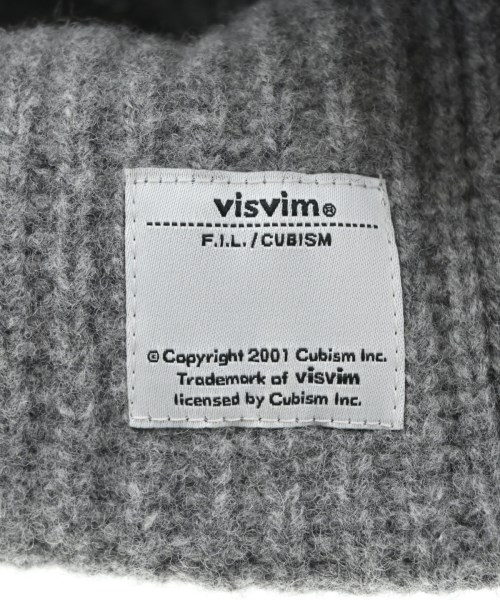 visvim®
F.I.L./CUBISM
© Copyright 2001 Cubism Inc.
Trademark of visvim
licensed by Cubism Inc.